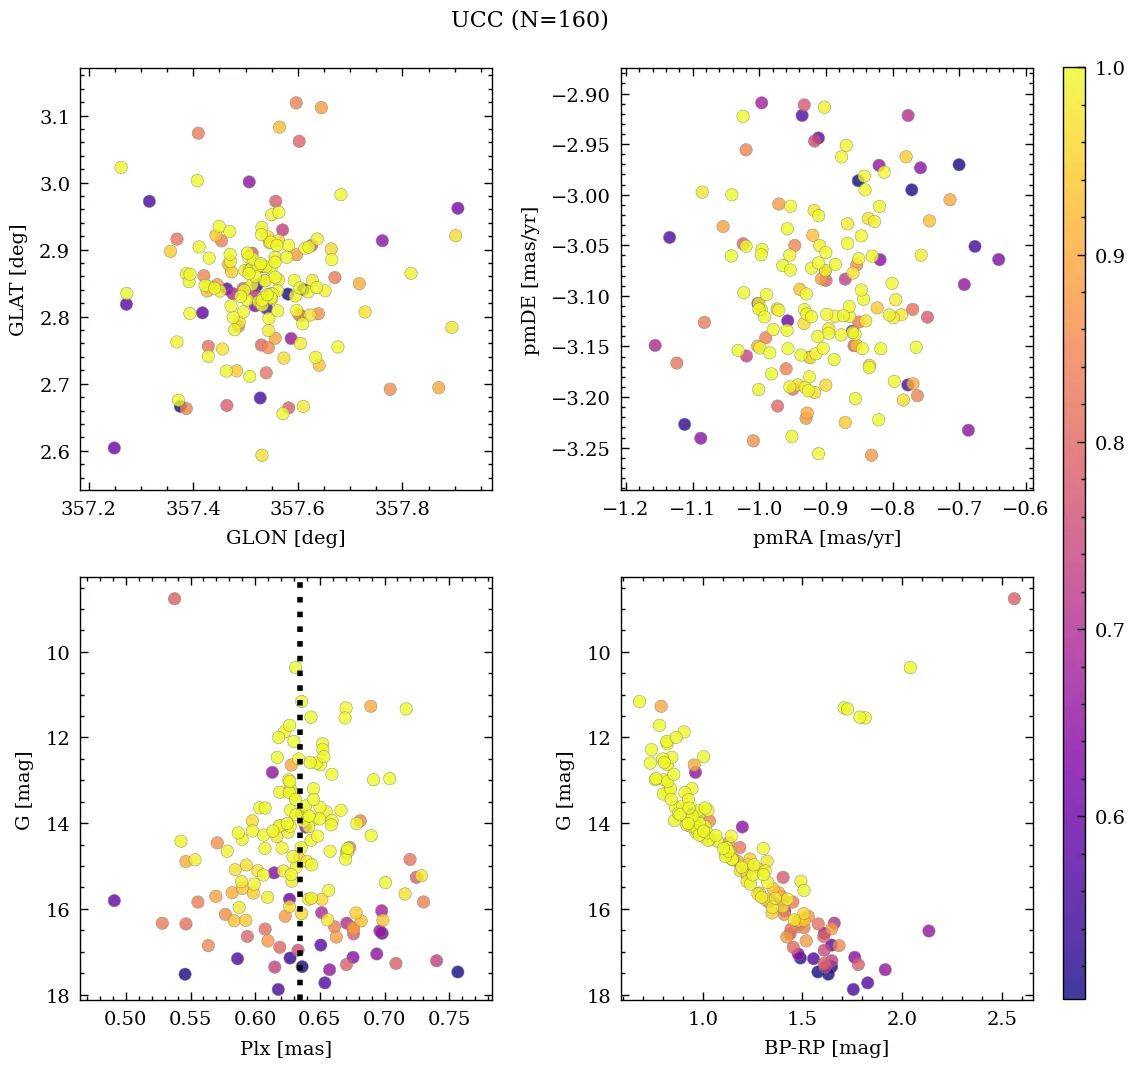 UCC (N=160)
3.1
3.0
2.9
2.8
2.7
2.6
GLAT [deg]
357.2 357.4 357.6 357.8
GLON [deg]
−2.90
−2.95
−3.00
−3.05
−3.10
−3.15
−3.20
−3.25
pmDE [mas/yr]
−1.2 −1.1 −1.0 −0.9 −0.8 −0.7 −0.6
pmRA [mas/yr]
10
12
14
16
18
G [mag]
0.50 0.55 0.60 0.65 0.70 0.75
Plx [mas]
10
12
14
16
18
G [mag]
1.0 1.5 2.0 2.5
BP-RP [mag]
1.0
0.9
0.8
0.7
0.6